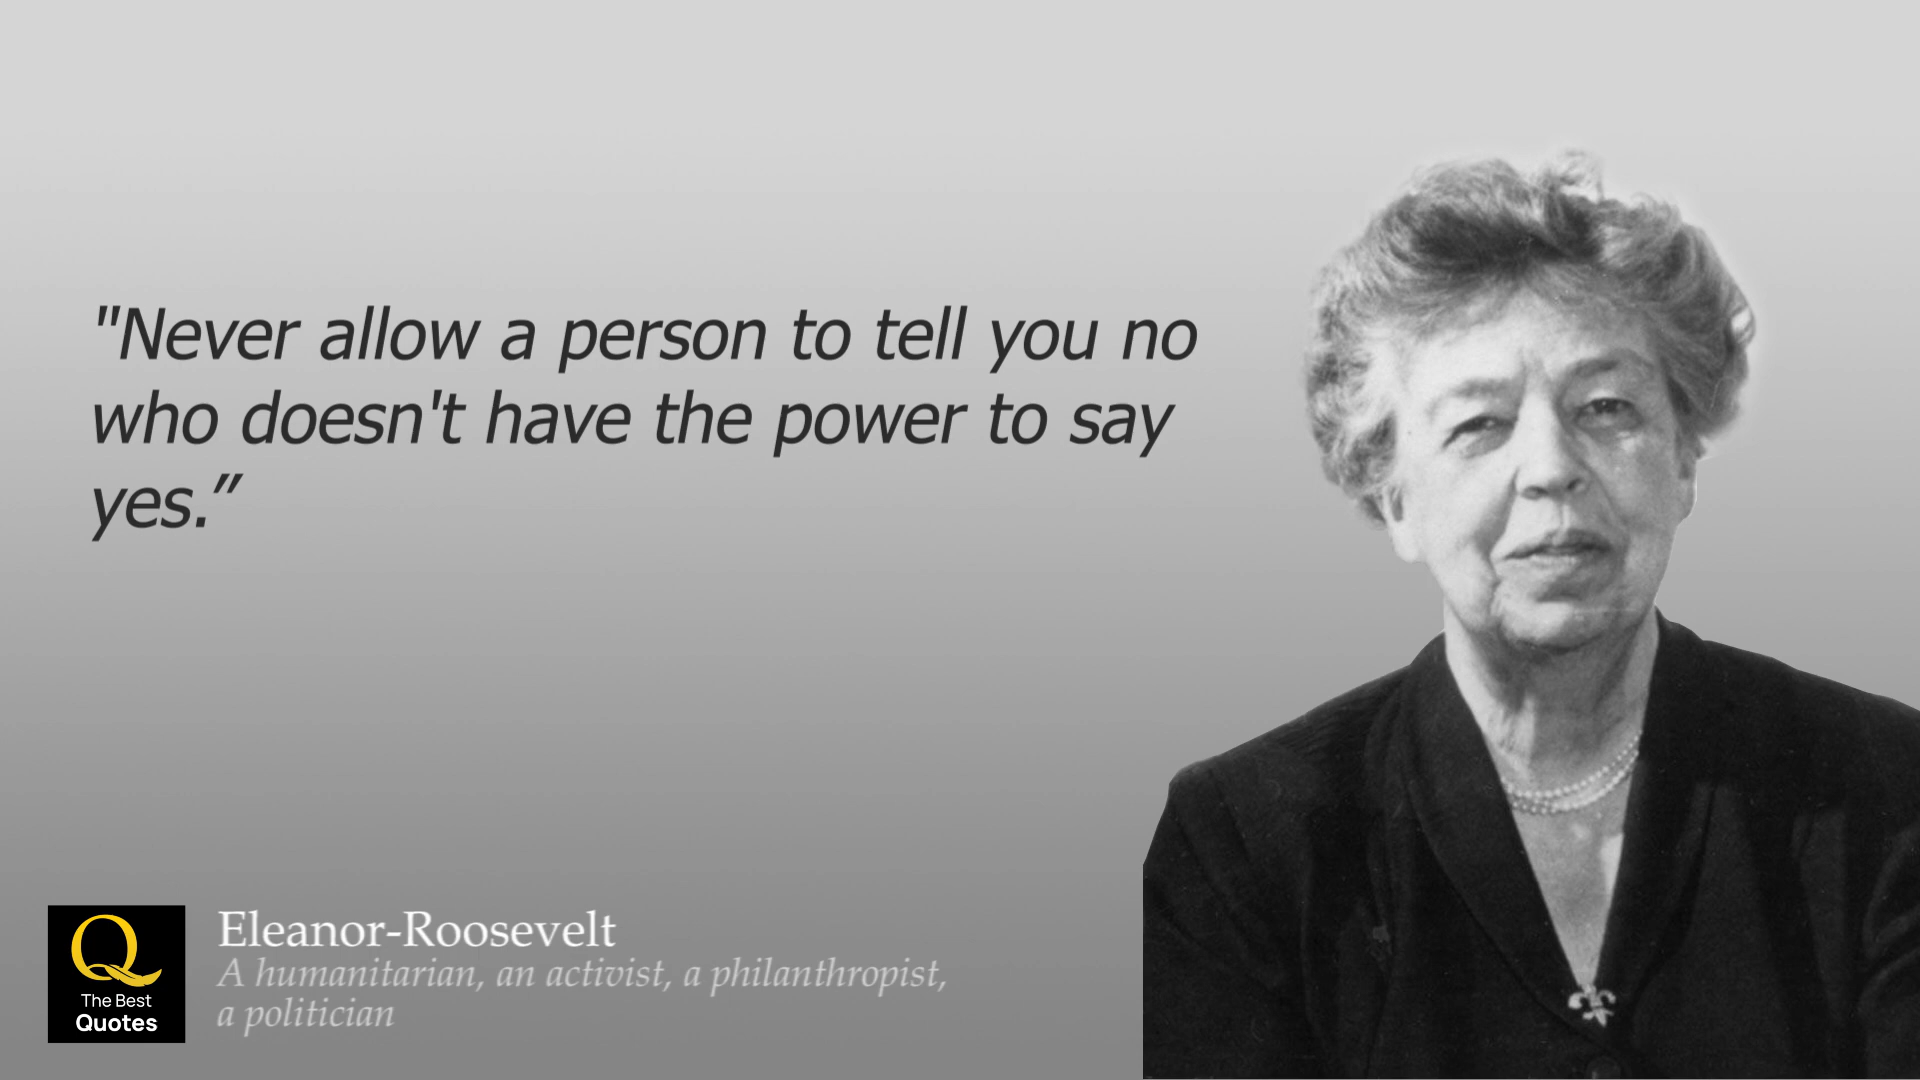 "Never allow a person to tell you no
who doesn't have the power to say
yes.”
Q
The Best
Quotes
Eleanor-Roosevelt
A humanitarian, an activist, a philanthropist,
a politician